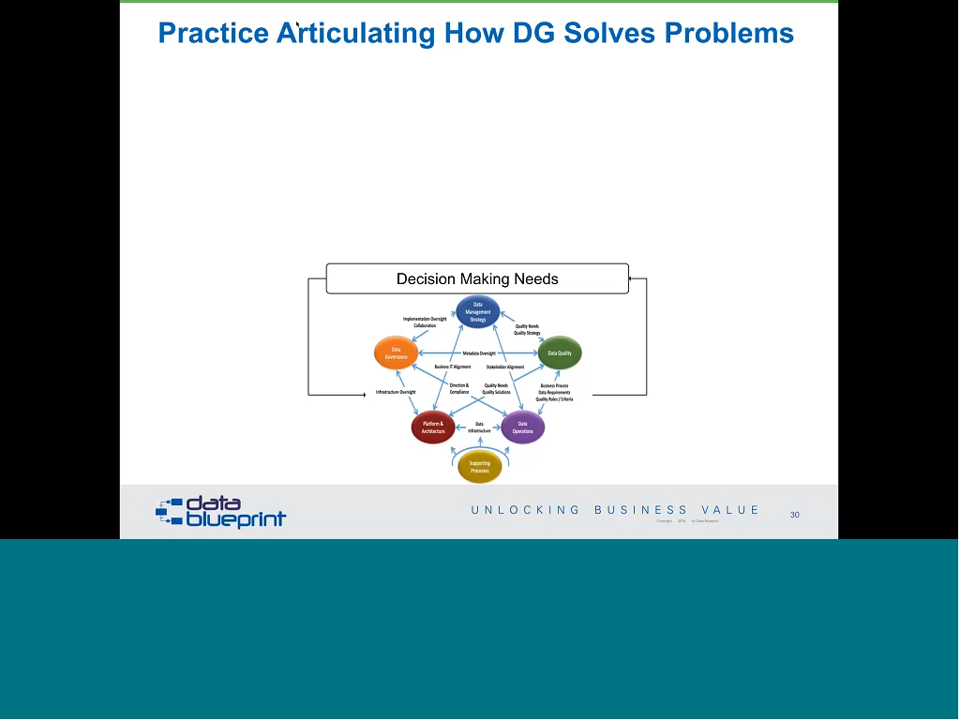 Practice Articulating How DG Solves Problems
Decision Making Needs
Data
Management
Strategy
Implementation Oversight
Collaboration
Quality Needs
Quality Strategy
Data
Governance
Metadata Oversight
Data Quality
Business IT Alignment
Stakeholder Alignment
Infrastructure Oversight
Direction &
Compliance
Quality Needs
Quality Solutions
Business Process
Data Requirements
Quality Rules / Criteria
Platform &
Architecture
Data
Infrastructure
Data
Operations
Supporting
Processes
data
blueprint
UNLOCKING BUSINESS VALUE
30